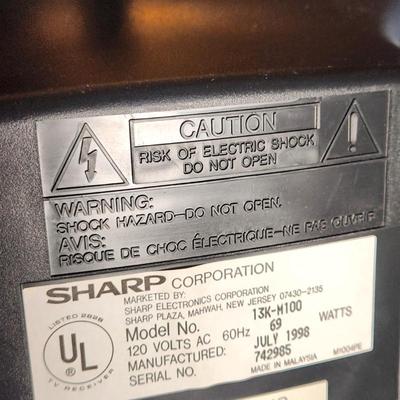 CAUTION
RISK OF ELECTRIC SHOCK
DO NOT OPEN
WARNING:
SHOCK HAZARD—DO NOT OPEN.
AVIS:
RISQUE DE CHOC ÉLECTRIQUE—NE PAS OUVRIR
SHARP CORPORATION
MARKETED BY:
SHARP ELECTRONICS CORPORATION
SHARP PLAZA, MAHWAH, NEW JERSEY 07430-2135
Model No. 13K-M100
120 VOLTS AC 60Hz 69 WATTS
MANUFACTURED: JULY 1998
SERIAL NO. 742985
MADE IN MALAYSIA M1004PE
LISTED 282B
UL
TV RECEIVER